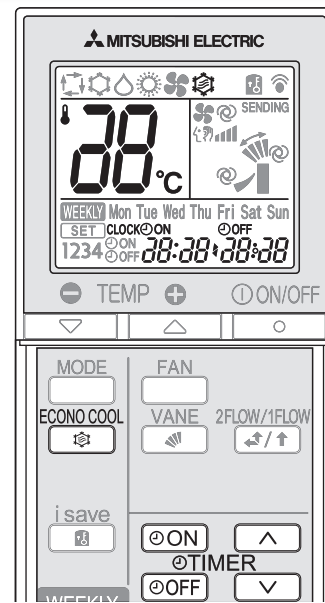 MITSUBISHI ELECTRIC
SENDING
88°C
WEEKLY Mon Tue Wed Thu Fri Sat Sun
SET CLOCK ON OFF
1234 ON OFF 88:88 88:88
TEMP ON/OFF
MODE FAN
ECONO COOL VANE 2FLOW/1FLOW
i save
ON
TIMER
OFF
WEEKLY